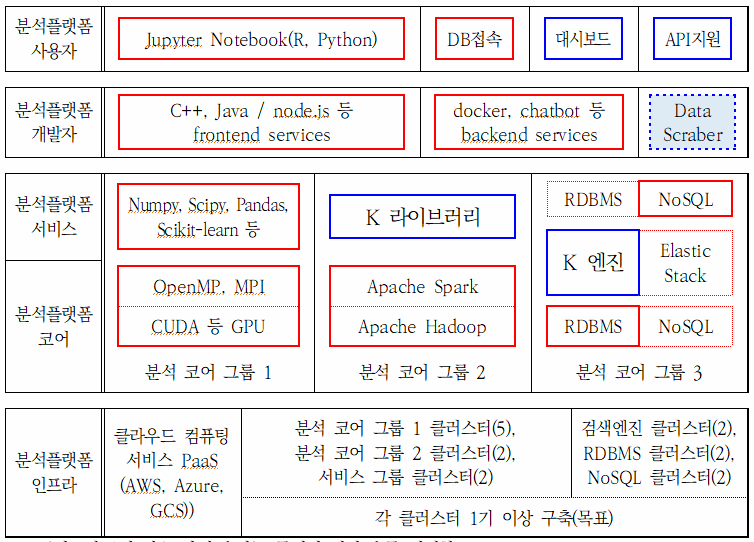 분석플랫폼
사용자
Jupyter Notebook(R, Python)
DB접속
대시보드
API지원
분석플랫폼
개발자
C++, Java / node.js 등
frontend services
docker, chatbot 등
backend services
Data
Scraber
분석플랫폼
서비스
Numpy, Scipy, Pandas,
Scikit-learn 등
K 라이브러리
RDBMS
NoSQL
K 엔진
Elastic
Stack
분석플랫폼
코어
OpenMP, MPI
CUDA 등 GPU
Apache Spark
Apache Hadoop
RDBMS
NoSQL
분석 코어 그룹 1
분석 코어 그룹 2
분석 코어 그룹 3
분석플랫폼
인프라
클라우드 컴퓨팅
서비스 PaaS
(AWS, Azure,
GCS))
분석 코어 그룹 1 클러스터(5),
분석 코어 그룹 2 클러스터(2),
서비스 그룹 클러스터(2)
검색엔진 클러스터(2),
RDBMS 클러스터(2),
NoSQL 클러스터(2)
각 클러스터 1기 이상 구축(목표)